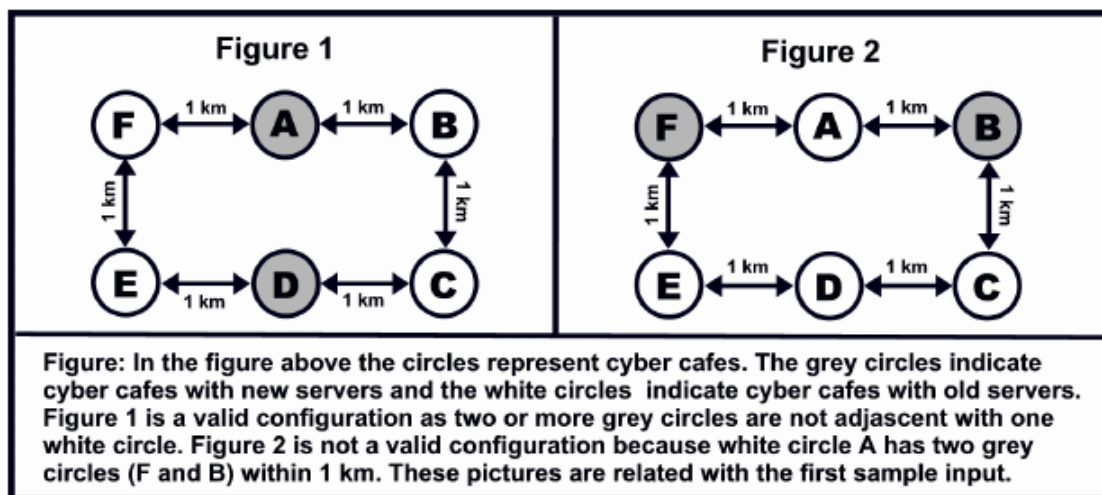 Figure 1
F 1 km A 1 km B
1 km 1 km
E 1 km D 1 km C
Figure 2
F 1 km A 1 km B
1 km 1 km
E 1 km D 1 km C
Figure: In the figure above the circles represent cyber cafes. The grey circles indicate
cyber cafes with new servers and the white circles indicate cyber cafes with old servers.
Figure 1 is a valid configuration as two or more grey circles are not adjascent with one
white circle. Figure 2 is not a valid configuration because white circle A has two grey
circles (F and B) within 1 km. These pictures are related with the first sample input.